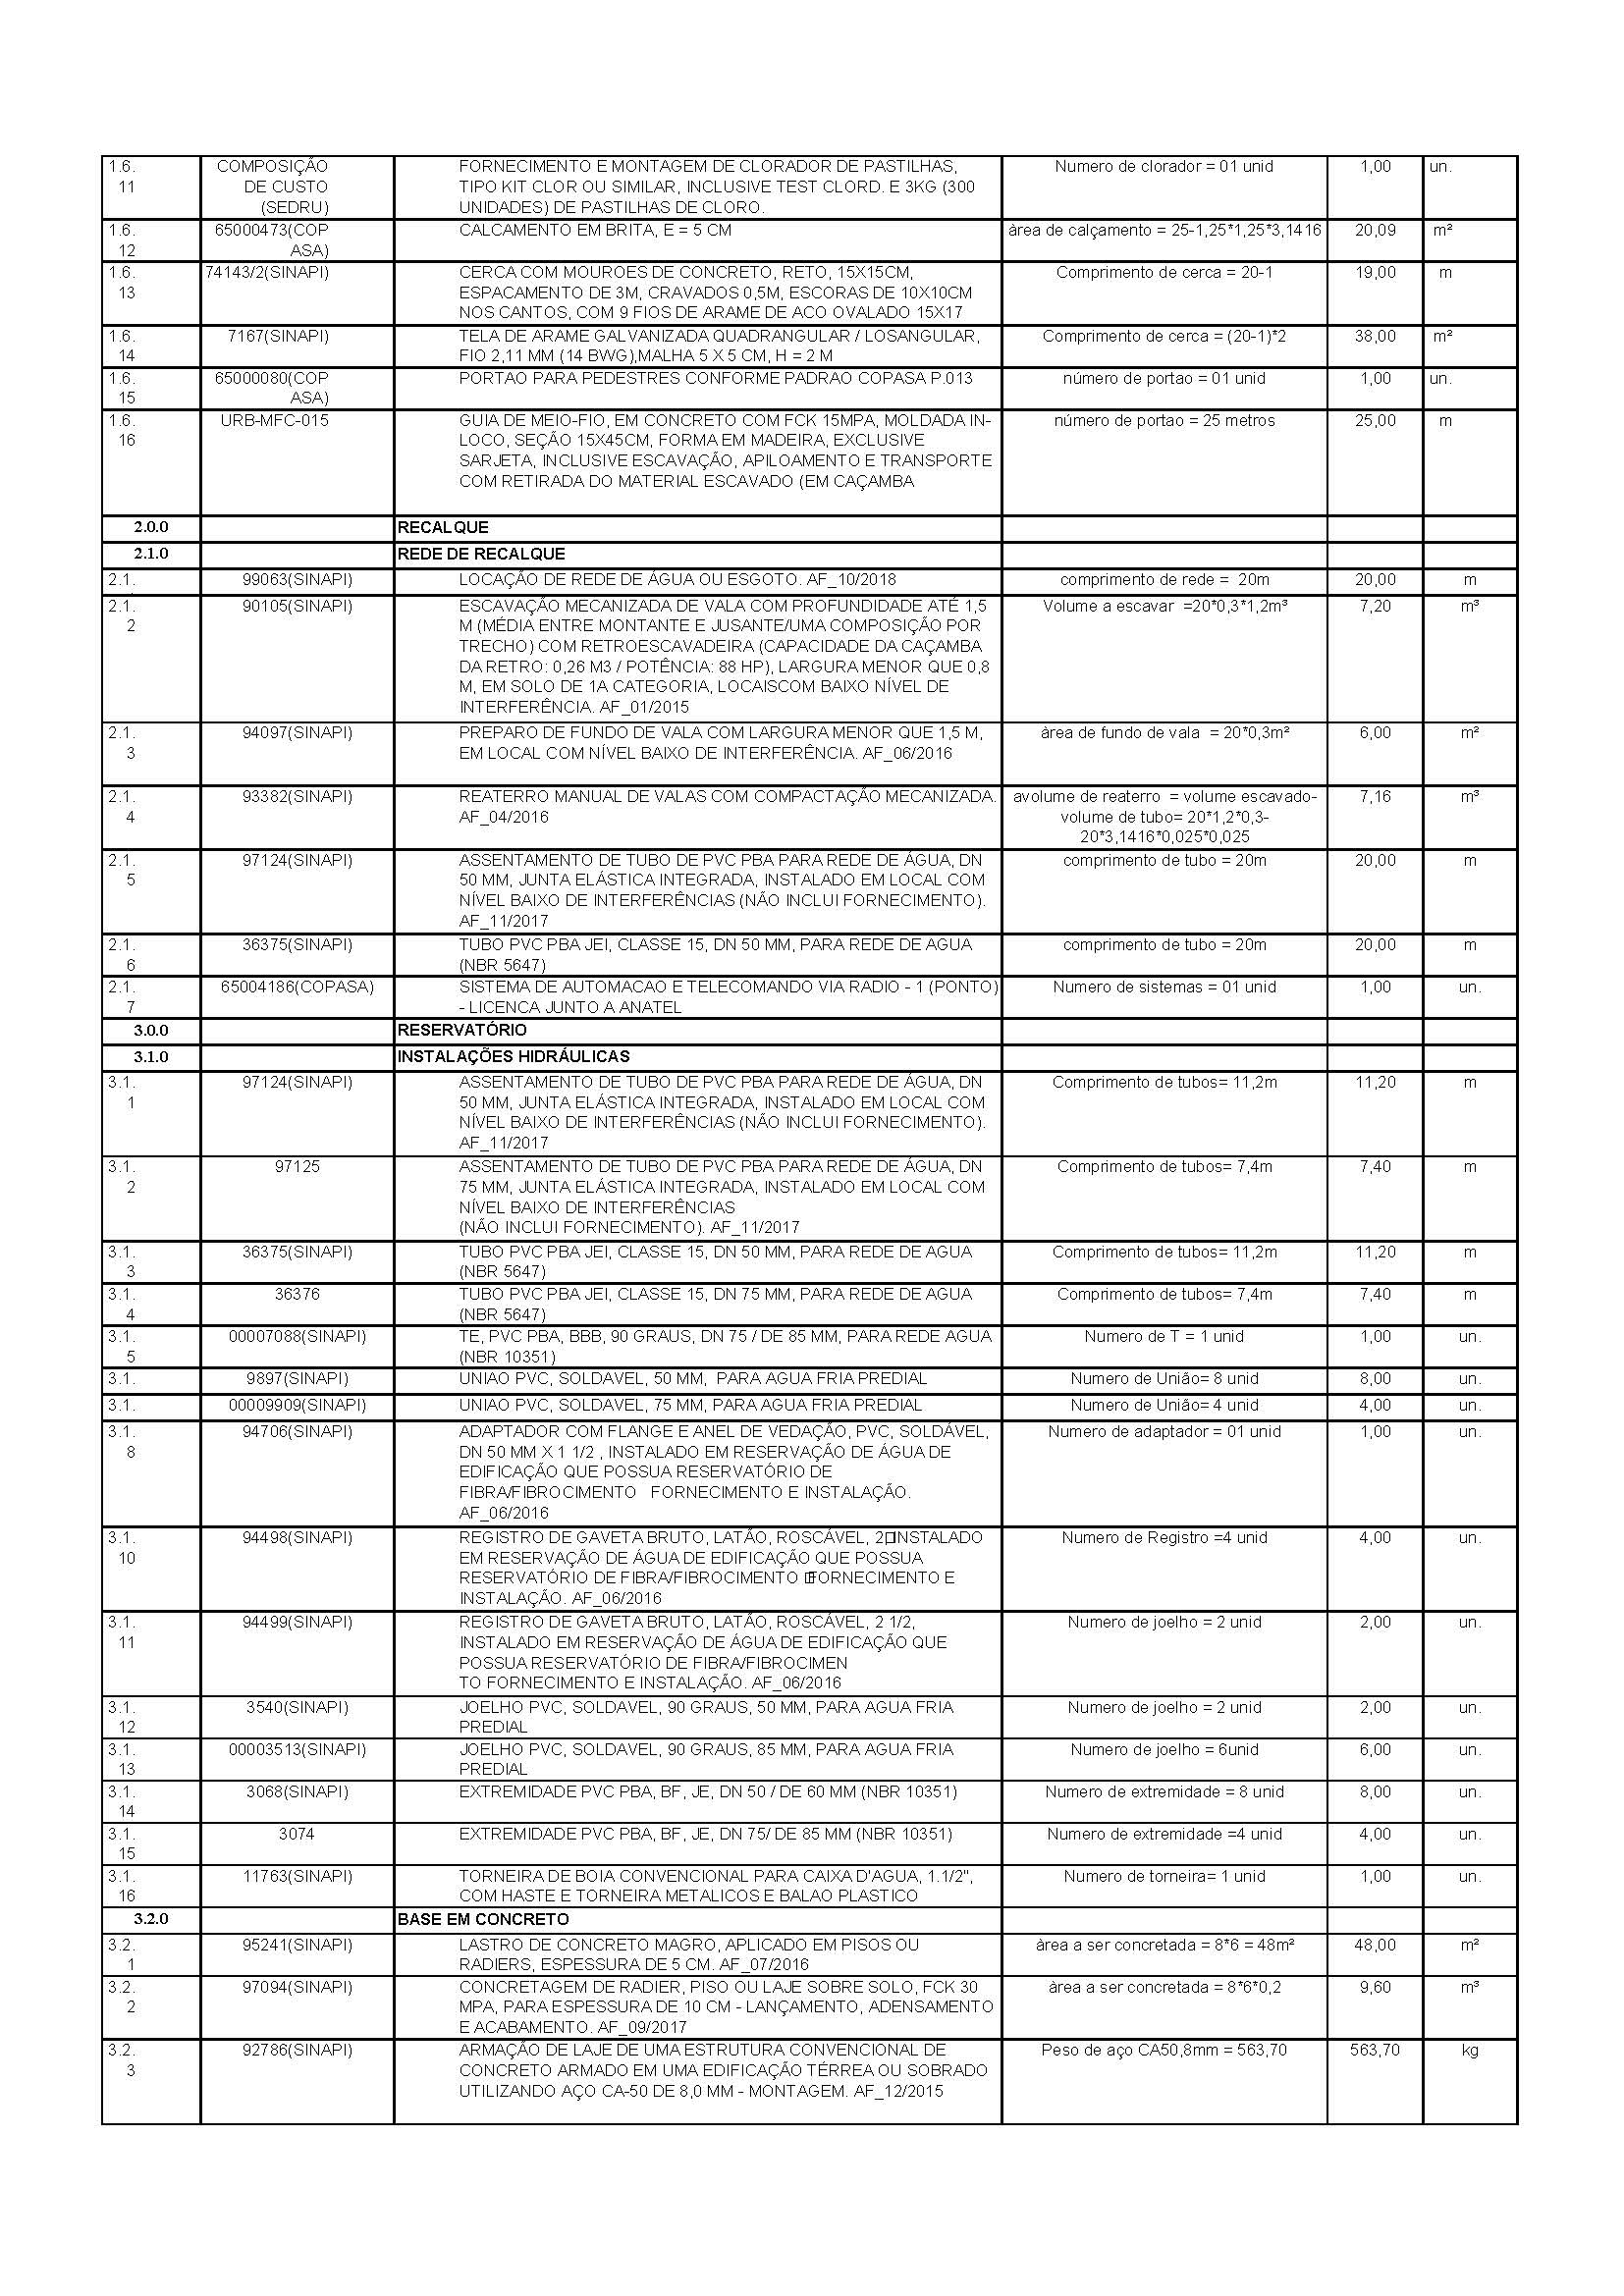 1.6. COMPOSIÇÃO FORNECIMENTO E MONTAGEM DE CLORADOR DE PASTILHAS, Numero de clorador = 01 unid 1,00 un.
11 DE CUSTO TIPO KIT CLOR OU SIMILAR, INCLUSIVE TEST CLORD. E 3KG (300
(SEDRU) UNIDADES) DE PASTILHAS DE CLORO.
1.6. 65000473(COP CALCAMENTO EM BRITA, E = 5 CM àrea de calçamento = 25-1,25*1,25*3,1416 20,09 m²
12 ASA)
1.6. 74143/2(SINAPI) CERCA COM MOUROES DE CONCRETO, RETO, 15X15CM, Comprimento de cerca = 20-1 19,00 m
13 ESPACAMENTO DE 3M, CRAVADOS 0,5M, ESCORAS DE 10X10CM
NOS CANTOS, COM 9 FIOS DE ARAME DE ACO OVALADO 15X17
1.6. 7167(SINAPI) TELA DE ARAME GALVANIZADA QUADRANGULAR / LOSANGULAR, Comprimento de cerca = (20-1)*2 38,00 m²
14 FIO 2,11 MM (14 BWG),MALHA 5 X 5 CM, H = 2 M
1.6. 65000080(COP PORTAO PARA PEDESTRES CONFORME PADRAO COPASA P.013 número de portao = 01 unid 1,00 un.
15 ASA)
1.6. URB-MFC-015 GUIA DE MEIO-FIO, EM CONCRETO COM FCK 15MPA, MOLDADA IN- número de portao = 25 metros 25,00 m
16 LOCO, SEÇÃO 15X45CM, FORMA EM MADEIRA, EXCLUSIVE
SARJETA, INCLUSIVE ESCAVAÇÃO, APILOAMENTO E TRANSPORTE
COM RETIRADA DO MATERIAL ESCAVADO (EM CAÇAMBA
2.0.0 RECALQUE
2.1.0 REDE DE RECALQUE
2.1. 99063(SINAPI) LOCAÇÃO DE REDE DE ÁGUA OU ESGOTO. AF_10/2018 comprimento de rede = 20m 20,00 m
2.1. 90105(SINAPI) ESCAVAÇÃO MECANIZADA DE VALA COM PROFUNDIDADE ATÉ 1,5 Volume a escavar =20*0,3*1,2m³ 7,20 m³
2 M (MÉDIA ENTRE MONTANTE E JUSANTE/UMA COMPOSIÇÃO POR
TRECHO) COM RETROESCAVADEIRA (CAPACIDADE DA CAÇAMBA
DA RETRO: 0,26 M3 / POTÊNCIA: 88 HP), LARGURA MENOR QUE 0,8
M, EM SOLO DE 1A CATEGORIA, LOCAISCOM BAIXO NÍVEL DE
INTERFERÊNCIA. AF_01/2015
2.1. 94097(SINAPI) PREPARO DE FUNDO DE VALA COM LARGURA MENOR QUE 1,5 M, àrea de fundo de vala = 20*0,3m² 6,00 m²
3 EM LOCAL COM NÍVEL BAIXO DE INTERFERÊNCIA. AF_06/2016
2.1. 93382(SINAPI) REATERRO MANUAL DE VALAS COM COMPACTAÇÃO MECANIZADA. avolume de reaterro = volume escavado- 7,16 m³
4 AF_04/2016 volume de tubo= 20*1,2*0,3-
20*3,1416*0,025*0,025
2.1. 97124(SINAPI) ASSENTAMENTO DE TUBO DE PVC PBA PARA REDE DE ÁGUA, DN comprimento de tubo = 20m 20,00 m
5 50 MM, JUNTA ELÁSTICA INTEGRADA, INSTALADO EM LOCAL COM
NÍVEL BAIXO DE INTERFERÊNCIAS (NÃO INCLUI FORNECIMENTO).
AF_11/2017
2.1. 36375(SINAPI) TUBO PVC PBA JEI, CLASSE 15, DN 50 MM, PARA REDE DE AGUA comprimento de tubo = 20m 20,00 m
6 (NBR 5647)
2.1. 65004186(COPASA) SISTEMA DE AUTOMACAO E TELECOMANDO VIA RADIO - 1 (PONTO) Numero de sistemas = 01 unid 1,00 un.
7 - LICENCA JUNTO A ANATEL
3.0.0 RESERVATÓRIO
3.1.0 INSTALAÇÕES HIDRÁULICAS
3.1. 97124(SINAPI) ASSENTAMENTO DE TUBO DE PVC PBA PARA REDE DE ÁGUA, DN Comprimento de tubos= 11,2m 11,20 m
1 50 MM, JUNTA ELÁSTICA INTEGRADA, INSTALADO EM LOCAL COM
NÍVEL BAIXO DE INTERFERÊNCIAS (NÃO INCLUI FORNECIMENTO).
AF_11/2017
3.1. 97125 ASSENTAMENTO DE TUBO DE PVC PBA PARA REDE DE ÁGUA, DN Comprimento de tubos= 7,4m 7,40 m
2 75 MM, JUNTA ELÁSTICA INTEGRADA, INSTALADO EM LOCAL COM
NÍVEL BAIXO DE INTERFERÊNCIAS
(NÃO INCLUI FORNECIMENTO). AF_11/2017
3.1. 36375(SINAPI) TUBO PVC PBA JEI, CLASSE 15, DN 50 MM, PARA REDE DE AGUA Comprimento de tubos= 11,2m 11,20 m
3 (NBR 5647)
3.1. 36376 TUBO PVC PBA JEI, CLASSE 15, DN 75 MM, PARA REDE DE AGUA Comprimento de tubos= 7,4m 7,40 m
4 (NBR 5647)
3.1. 00007088(SINAPI) TE, PVC PBA, BBB, 90 GRAUS, DN 75 / DE 85 MM, PARA REDE AGUA Numero de T = 1 unid 1,00 un.
5 (NBR 10351)
3.1. 9897(SINAPI) UNIAO PVC, SOLDAVEL, 50 MM, PARA AGUA FRIA PREDIAL Numero de União= 8 unid 8,00 un.
3.1. 00009909(SINAPI) UNIAO PVC, SOLDAVEL, 75 MM, PARA AGUA FRIA PREDIAL Numero de União= 4 unid 4,00 un.
3.1. 94706(SINAPI) ADAPTADOR COM FLANGE E ANEL DE VEDAÇÃO, PVC, SOLDÁVEL, Numero de adaptador = 01 unid 1,00 un.
8 DN 50 MM X 1 1/2 , INSTALADO EM RESERVAÇÃO DE ÁGUA DE
EDIFICAÇÃO QUE POSSUA RESERVATÓRIO DE
FIBRA/FIBROCIMENTO FORNECIMENTO E INSTALAÇÃO.
AF_06/2016
3.1. 94498(SINAPI) REGISTRO DE GAVETA BRUTO, LATÃO, ROSCÁVEL, 2 INSTALADO Numero de Registro =4 unid 4,00 un.
10 EM RESERVAÇÃO DE ÁGUA DE EDIFICAÇÃO QUE POSSUA
RESERVATÓRIO DE FIBRA/FIBROCIMENTO FORNECIMENTO E
INSTALAÇÃO. AF_06/2016
3.1. 94499(SINAPI) REGISTRO DE GAVETA BRUTO, LATÃO, ROSCÁVEL, 2 1/2, Numero de joelho = 2 unid 2,00 un.
11 INSTALADO EM RESERVAÇÃO DE ÁGUA DE EDIFICAÇÃO QUE
POSSUA RESERVATÓRIO DE FIBRA/FIBROCIMEN
TO FORNECIMENTO E INSTALAÇÃO. AF_06/2016
3.1. 3540(SINAPI) JOELHO PVC, SOLDAVEL, 90 GRAUS, 50 MM, PARA AGUA FRIA Numero de joelho = 2 unid 2,00 un.
12 PREDIAL
3.1. 00003513(SINAPI) JOELHO PVC, SOLDAVEL, 90 GRAUS, 85 MM, PARA AGUA FRIA Numero de joelho = 6unid 6,00 un.
13 PREDIAL
3.1. 3068(SINAPI) EXTREMIDADE PVC PBA, BF, JE, DN 50 / DE 60 MM (NBR 10351) Numero de extremidade = 8 unid 8,00 un.
14
3.1. 3074 EXTREMIDADE PVC PBA, BF, JE, DN 75/ DE 85 MM (NBR 10351) Numero de extremidade =4 unid 4,00 un.
15
3.1. 11763(SINAPI) TORNEIRA DE BOIA CONVENCIONAL PARA CAIXA D'AGUA, 1.1/2", Numero de torneira= 1 unid 1,00 un.
16 COM HASTE E TORNEIRA METALICOS E BALAO PLASTICO
3.2.0 BASE EM CONCRETO
3.2. 95241(SINAPI) LASTRO DE CONCRETO MAGRO, APLICADO EM PISOS OU àrea a ser concretada = 8*6 = 48m² 48,00 m²
1 RADIERS, ESPESSURA DE 5 CM. AF_07/2016
3.2. 97094(SINAPI) CONCRETAGEM DE RADIER, PISO OU LAJE SOBRE SOLO, FCK 30 àrea a ser concretada = 8*6*0,2 9,60 m³
2 MPA, PARA ESPESSURA DE 10 CM - LANÇAMENTO, ADENSAMENTO
E ACABAMENTO. AF_09/2017
3.2. 92786(SINAPI) ARMAÇÃO DE LAJE DE UMA ESTRUTURA CONVENCIONAL DE Peso de aço CA50,8mm = 563,70 563,70 kg
3 CONCRETO ARMADO EM UMA EDIFICAÇÃO TÉRREA OU SOBRADO
UTILIZANDO AÇO CA-50 DE 8,0 MM - MONTAGEM. AF_12/2015